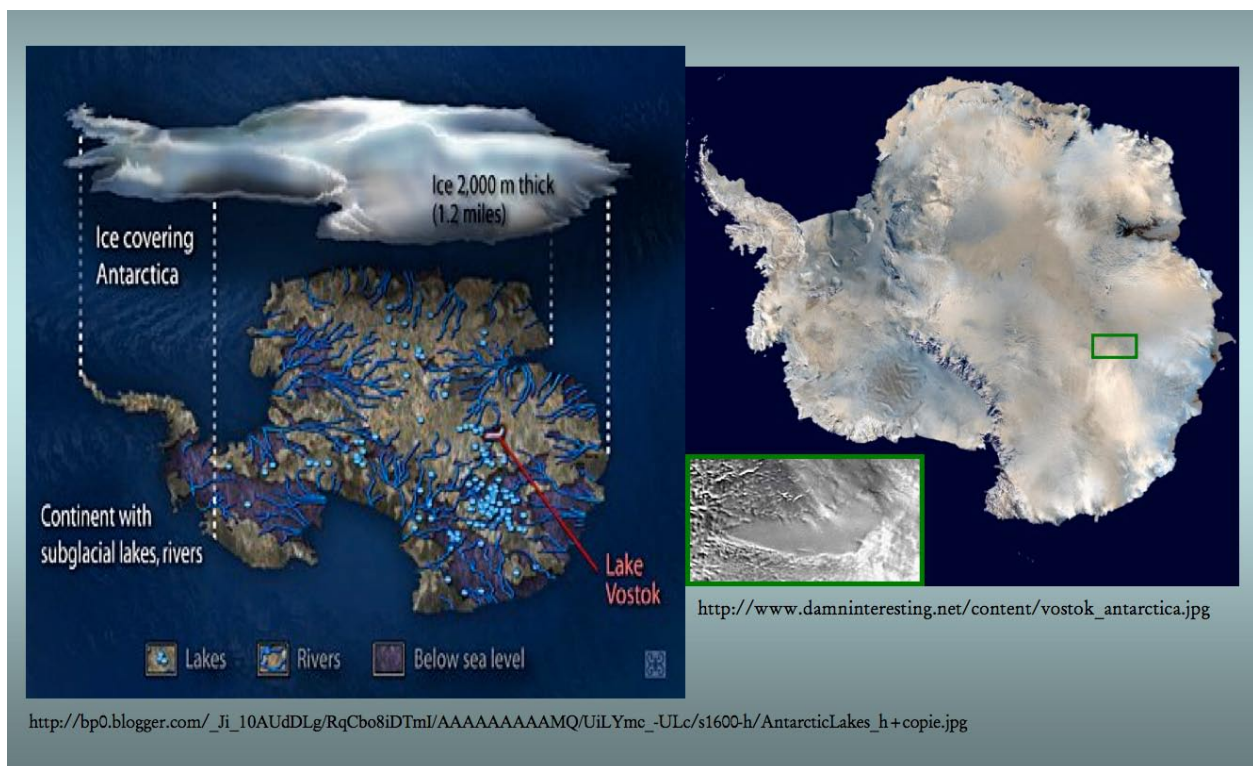 Ice 2,000 m thick
(1.2 miles)
Ice covering
Antarctica
Continent with
subglacial lakes, rivers
Lake
Vostok
Lakes
Rivers
Below sea level
http://www.damninteresting.net/content/vostok_antarctica.jpg
http://bp0.blogger.com/_Ji_10AUdDLg/RqCbo8iDTmI/AAAAAAAAAMQ/UiLYmc_-ULc/s1600-h/AntarcticLakes_h+copie.jpg